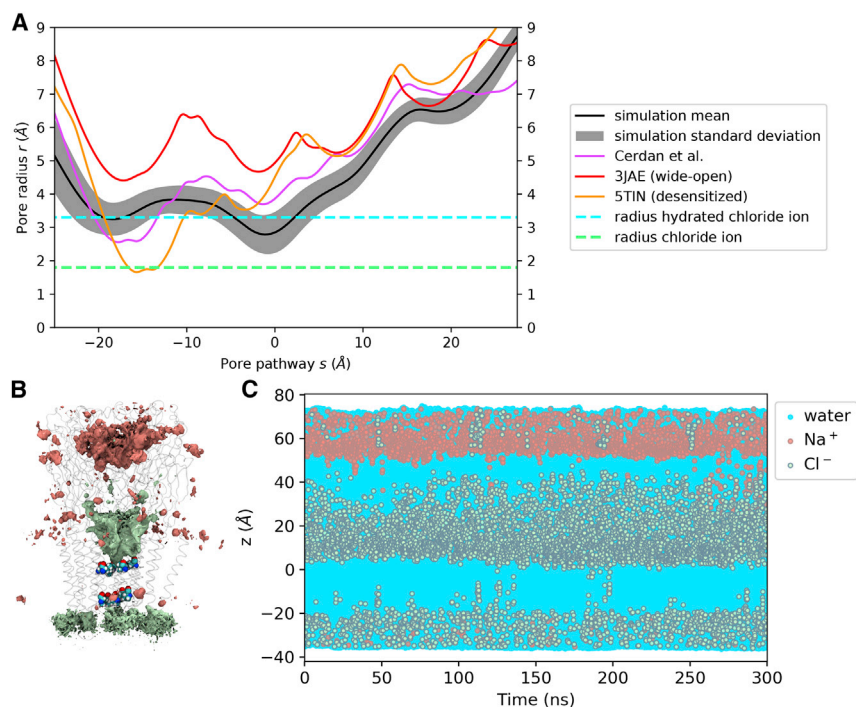 A
9
8
7
6
5
4
3
2
1
0
Pore radius r (Å)
9
8
7
6
5
4
3
2
1
0
−20 −10 0 10 20
Pore pathway s (Å)
simulation mean
simulation standard deviation
Cerdan et al.
3JAE (wide-open)
5TIN (desensitized)
radius hydrated chloride ion
radius chloride ion
B
C
80
60
40
20
0
−20
−40
z (Å)
0 50 100 150 200 250 300
Time (ns)
water
Na+
Cl−